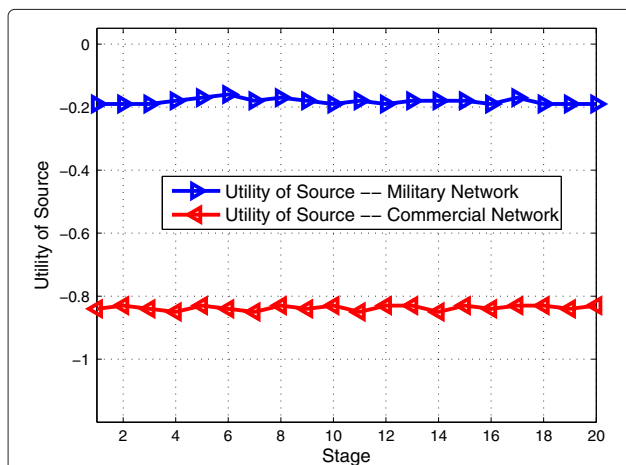 0
−0.2
−0.4
−0.6
−0.8
−1
Utility of Source
Utility of Source −− Military Network
Utility of Source −− Commercial Network
2 4 6 8 10 12 14 16 18 20
Stage